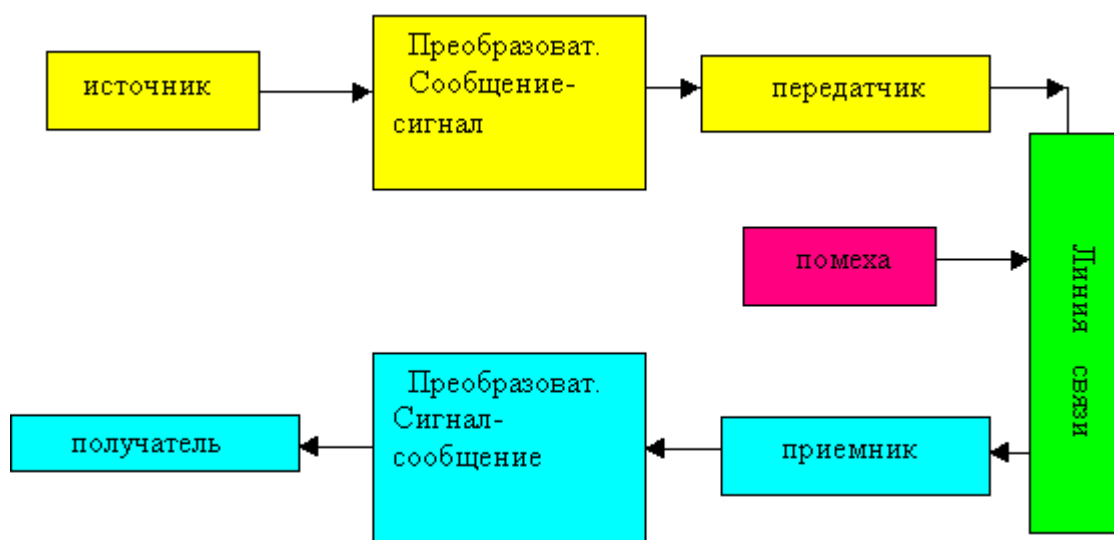 источник
Преобразоват.
Сообщение-
сигнал
передатчик
помеха
Линия связи
Преобразоват.
Сигнал-
сообщение
получатель
приемник